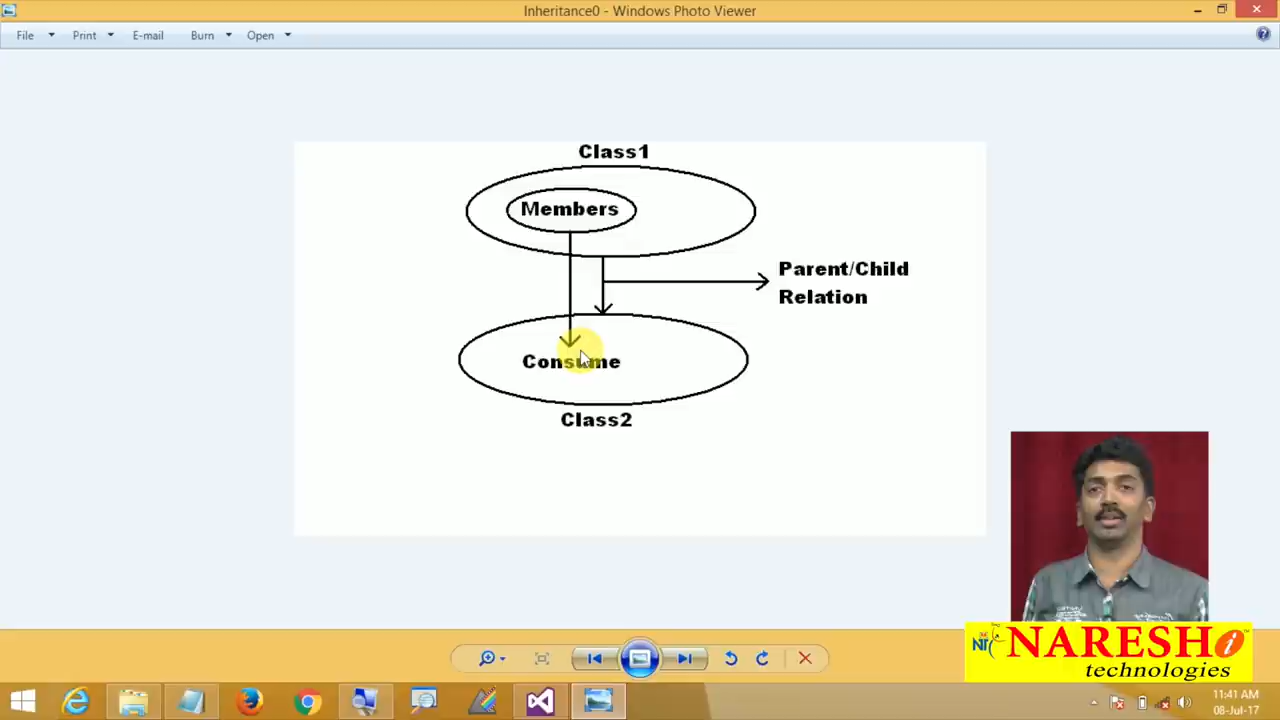 Inheritance0 - Windows Photo Viewer
File Print E-mail Burn Open
Class1
Members
Parent/Child
Relation
Consume
Class2
NT
NARESH i
technologies
11:41 AM
08-Jul-17